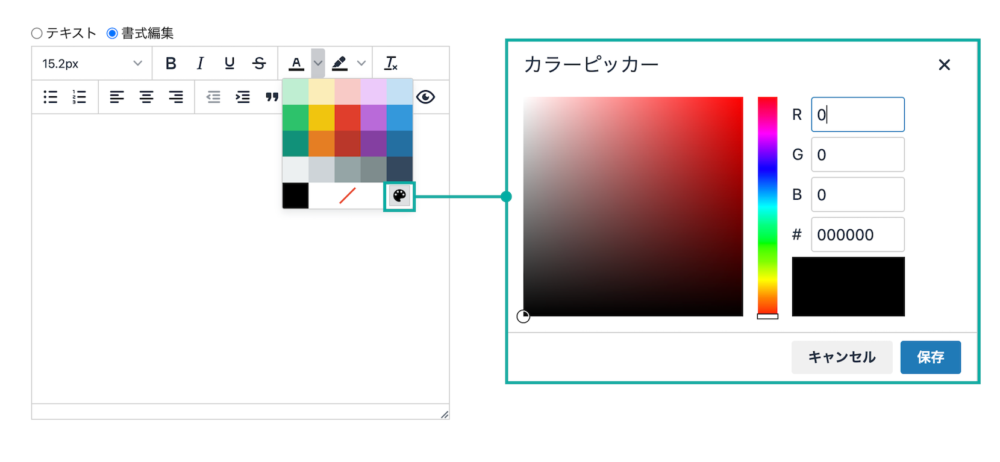 テキスト 書式編集
15.2px B I U S A
カラーピッカー
R 0
G 0
B 0
# 000000
キャンセル 保存